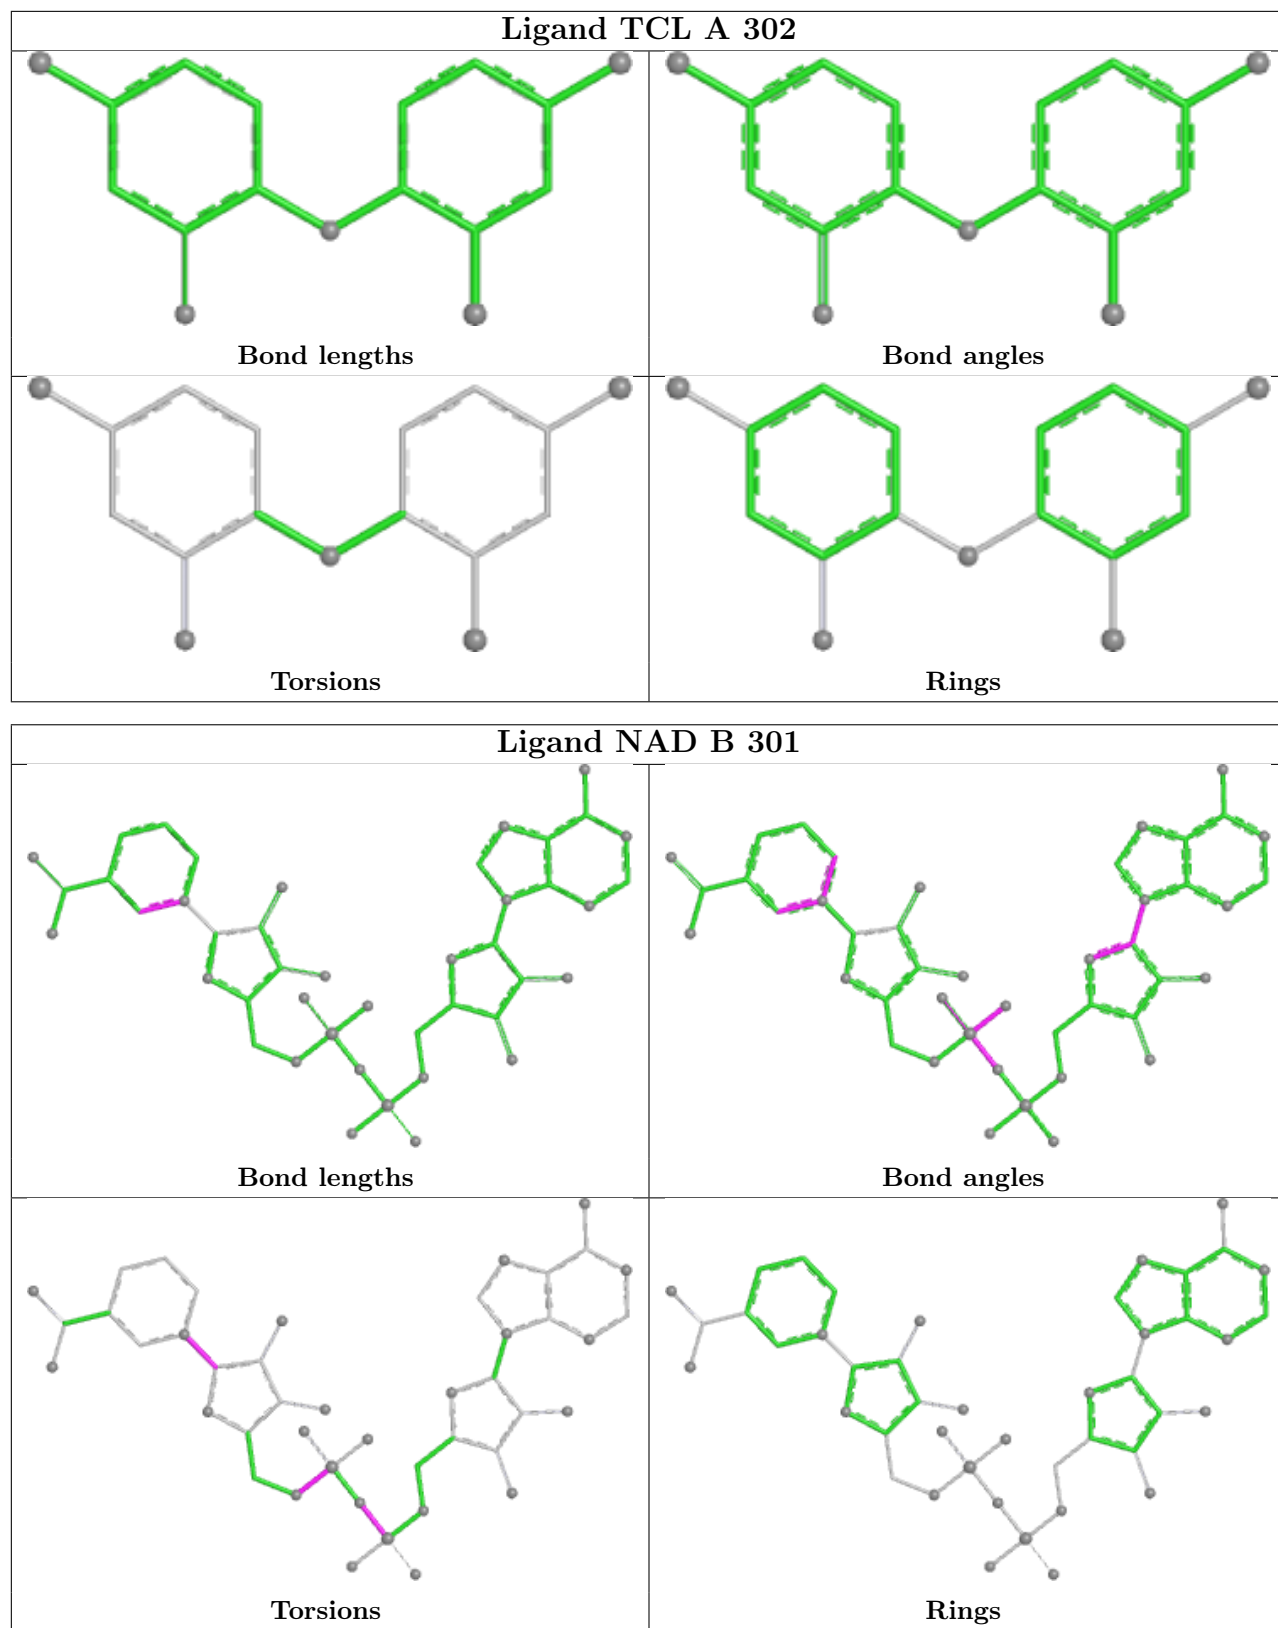 Ligand TCL A 302
Bond lengths
Bond angles
Torsions
Rings
Ligand NAD B 301
Bond lengths
Bond angles
Torsions
Rings